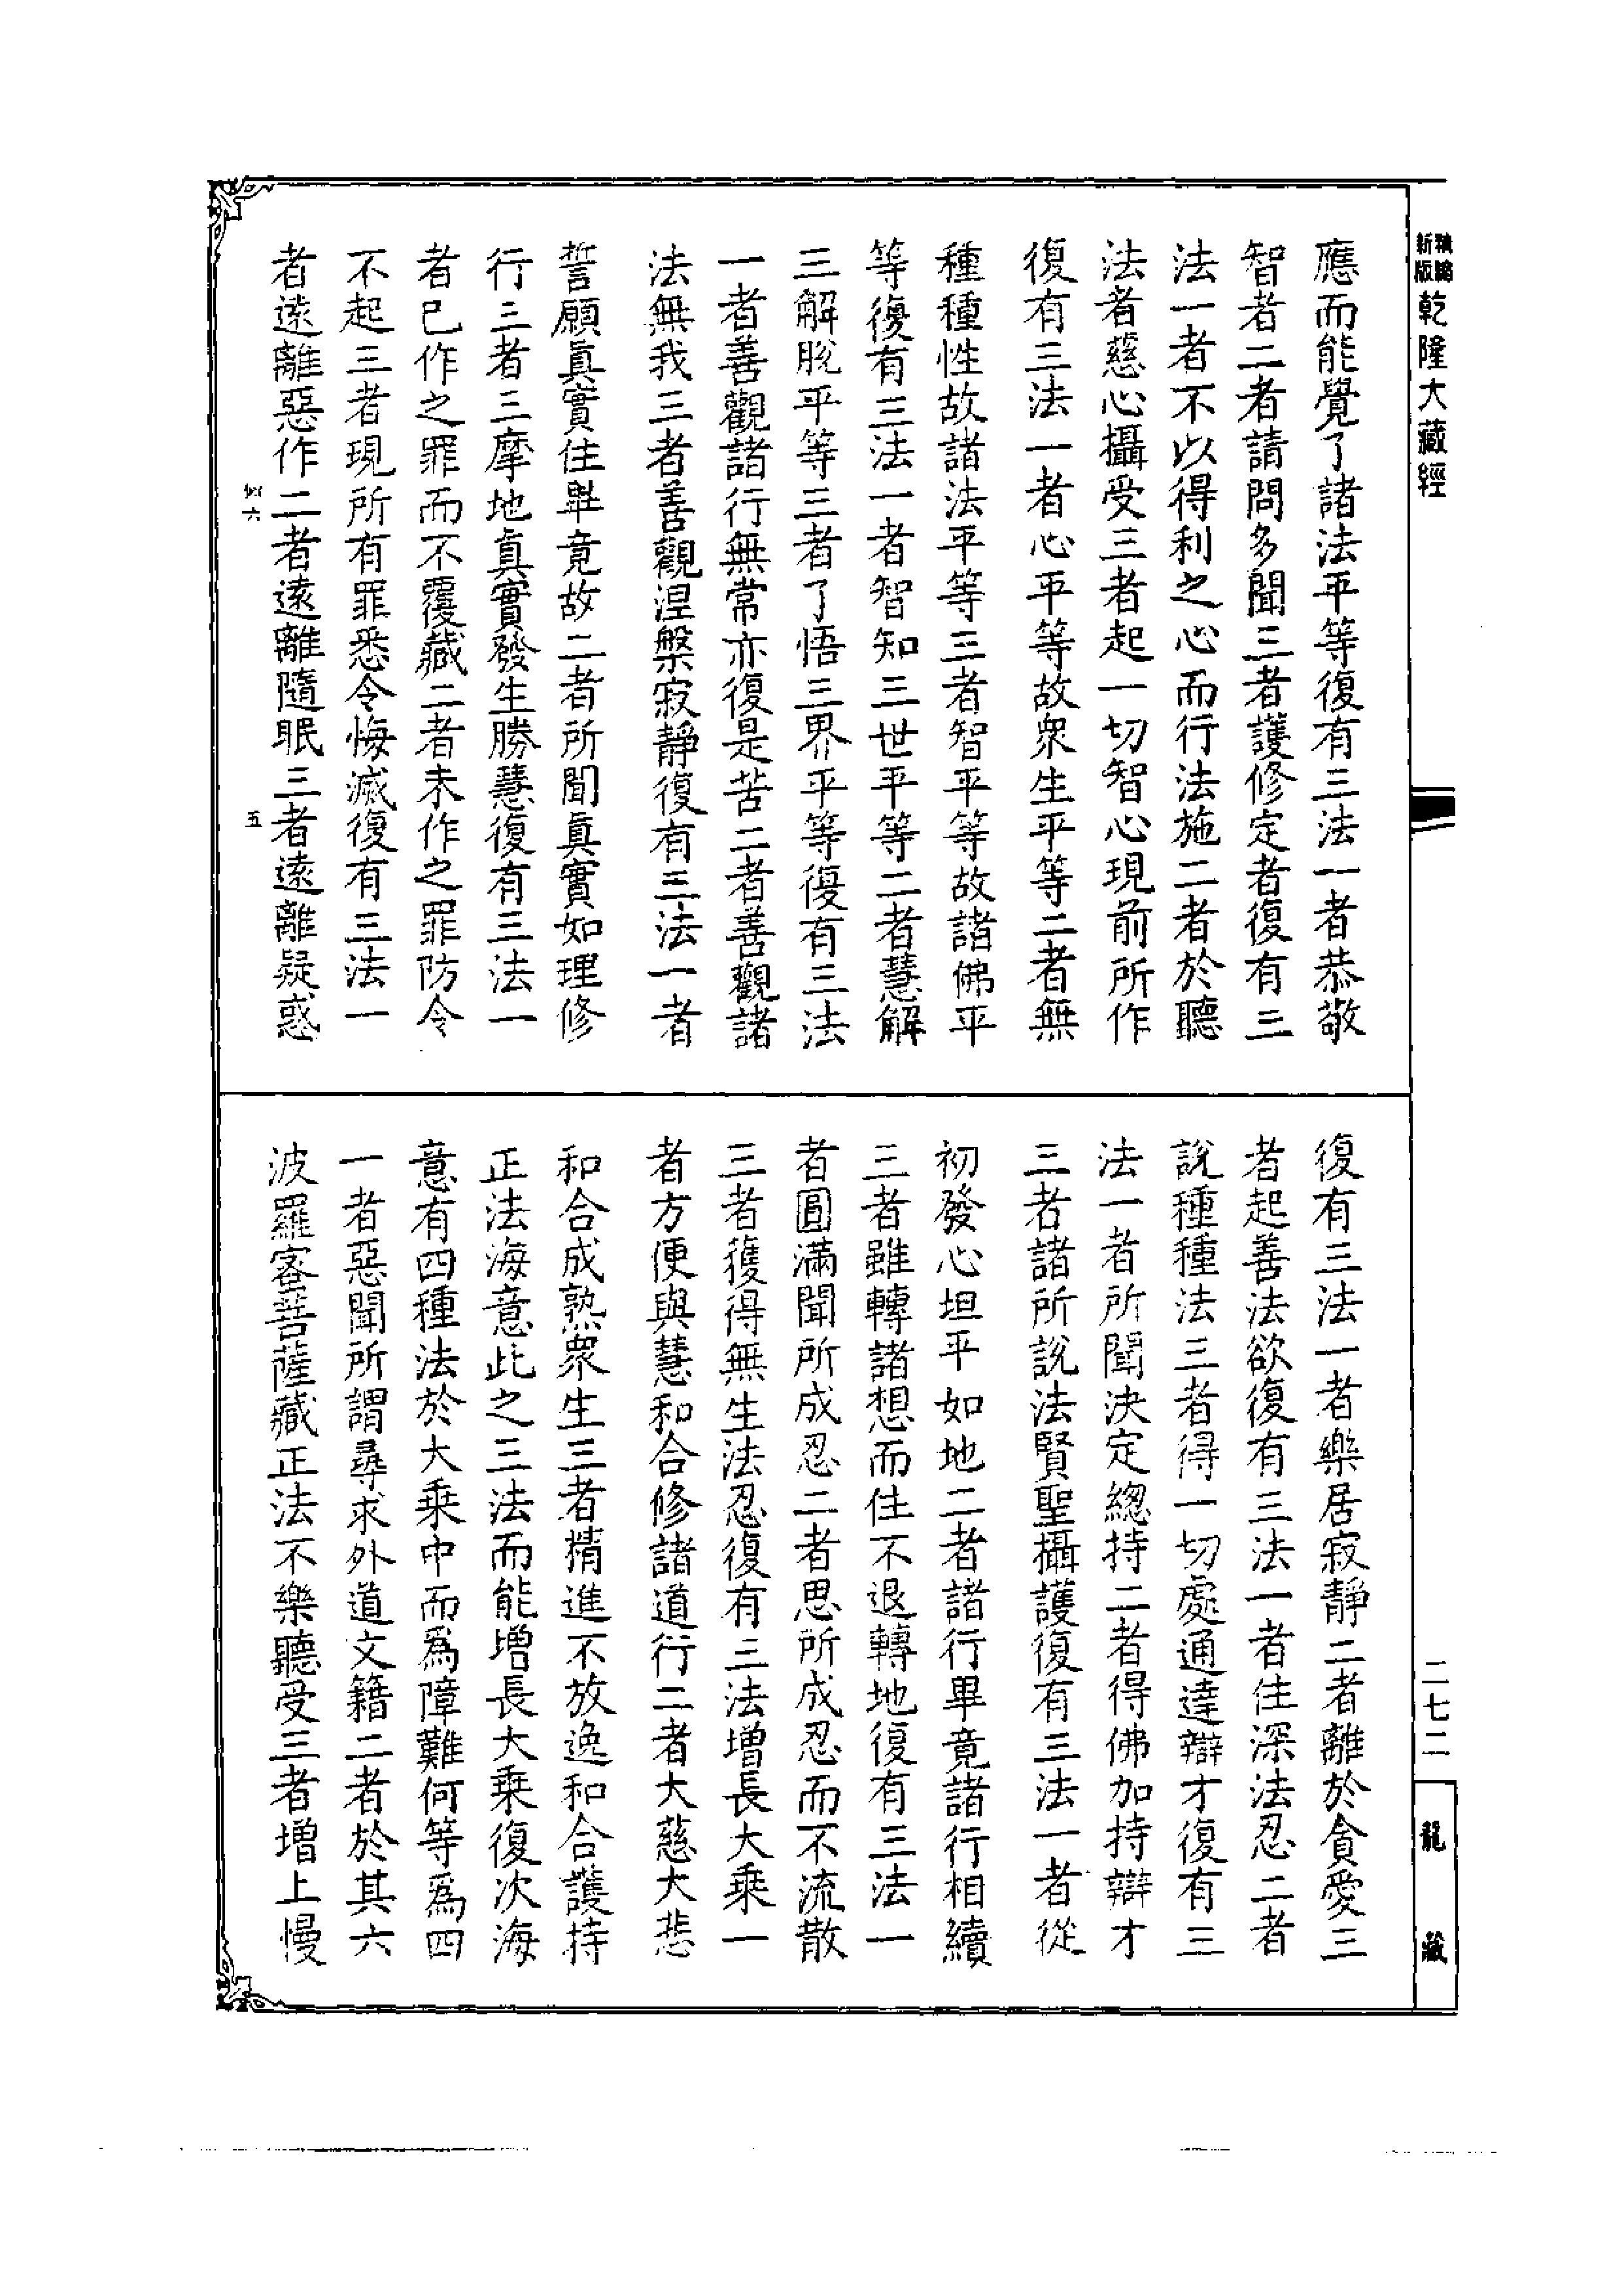 新版
乾隆大藏經
應而能覺了諸法平等復有三法一者恭敬
智者二者請問多聞三者護修定者復有三
法一者不以得利之心而行法施二者於聽
法者慈心攝受三者起一切智心現前所作
復有三法一者心平等故衆生平等二者無
種種性故諸法平等三者智平等故諸佛平
等復有三法一者智知三世平等二者慧解
三解脫平等三者了悟三界平等復有三法
一者善觀諸行無常亦復是苦二者善觀諸
法無我三者善觀涅槃寂靜復有三法一者
誓願眞實住畢竟故二者所聞眞實如理修
行三者三摩地眞實發生勝慧復有三法一
者已作之罪而不覆藏二者未作之罪防令
不起三者現所有罪悉令悔滅復有三法一
者遠離惡作二者遠離隨眠三者遠離疑惑
六
五
復有三法一者樂居寂靜二者離於貪愛三
者起善法欲復有三法一者住深法忍二者
說種種法三者得一切處通達辯才復有三
法一者所聞決定總持二者得佛加持辯才
三者諸所說法賢聖攝護復有三法一者從
初發心坦平如地二者諸行畢竟諸行相續
三者雖轉諸想而住不退轉地復有三法一
者圓滿聞所成忍二者思所成忍而不流散
三者獲得無生法忍復有三法增長大乘一
者方便與慧和合修諸道行二者大慈大悲
和合成熟衆生三者精進不放逸和合護持
正法海意此之三法而能增長大乘復次海
意有四種法於大乘中而爲障難何等爲四
一者惡聞所謂尋求外道文籍二者於其六
波羅密菩薩藏正法不樂聽受三者增上慢
二七二
龍藏